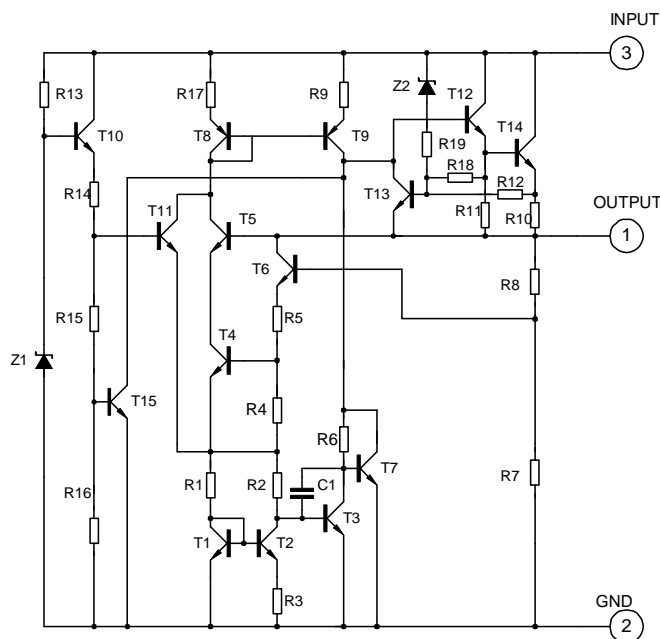 INPUT
3
R13
R17
R9
Z2
T12
T10
T8
T9
R19
T14
R18
R14
T13
R12
T11
T5
R11
R10
OUTPUT
1
T6
R8
R15
R5
Z1
T4
T15
R4
R6
T7
R7
R16
R1
R2
C1
T3
T1
T2
R3
GND
2